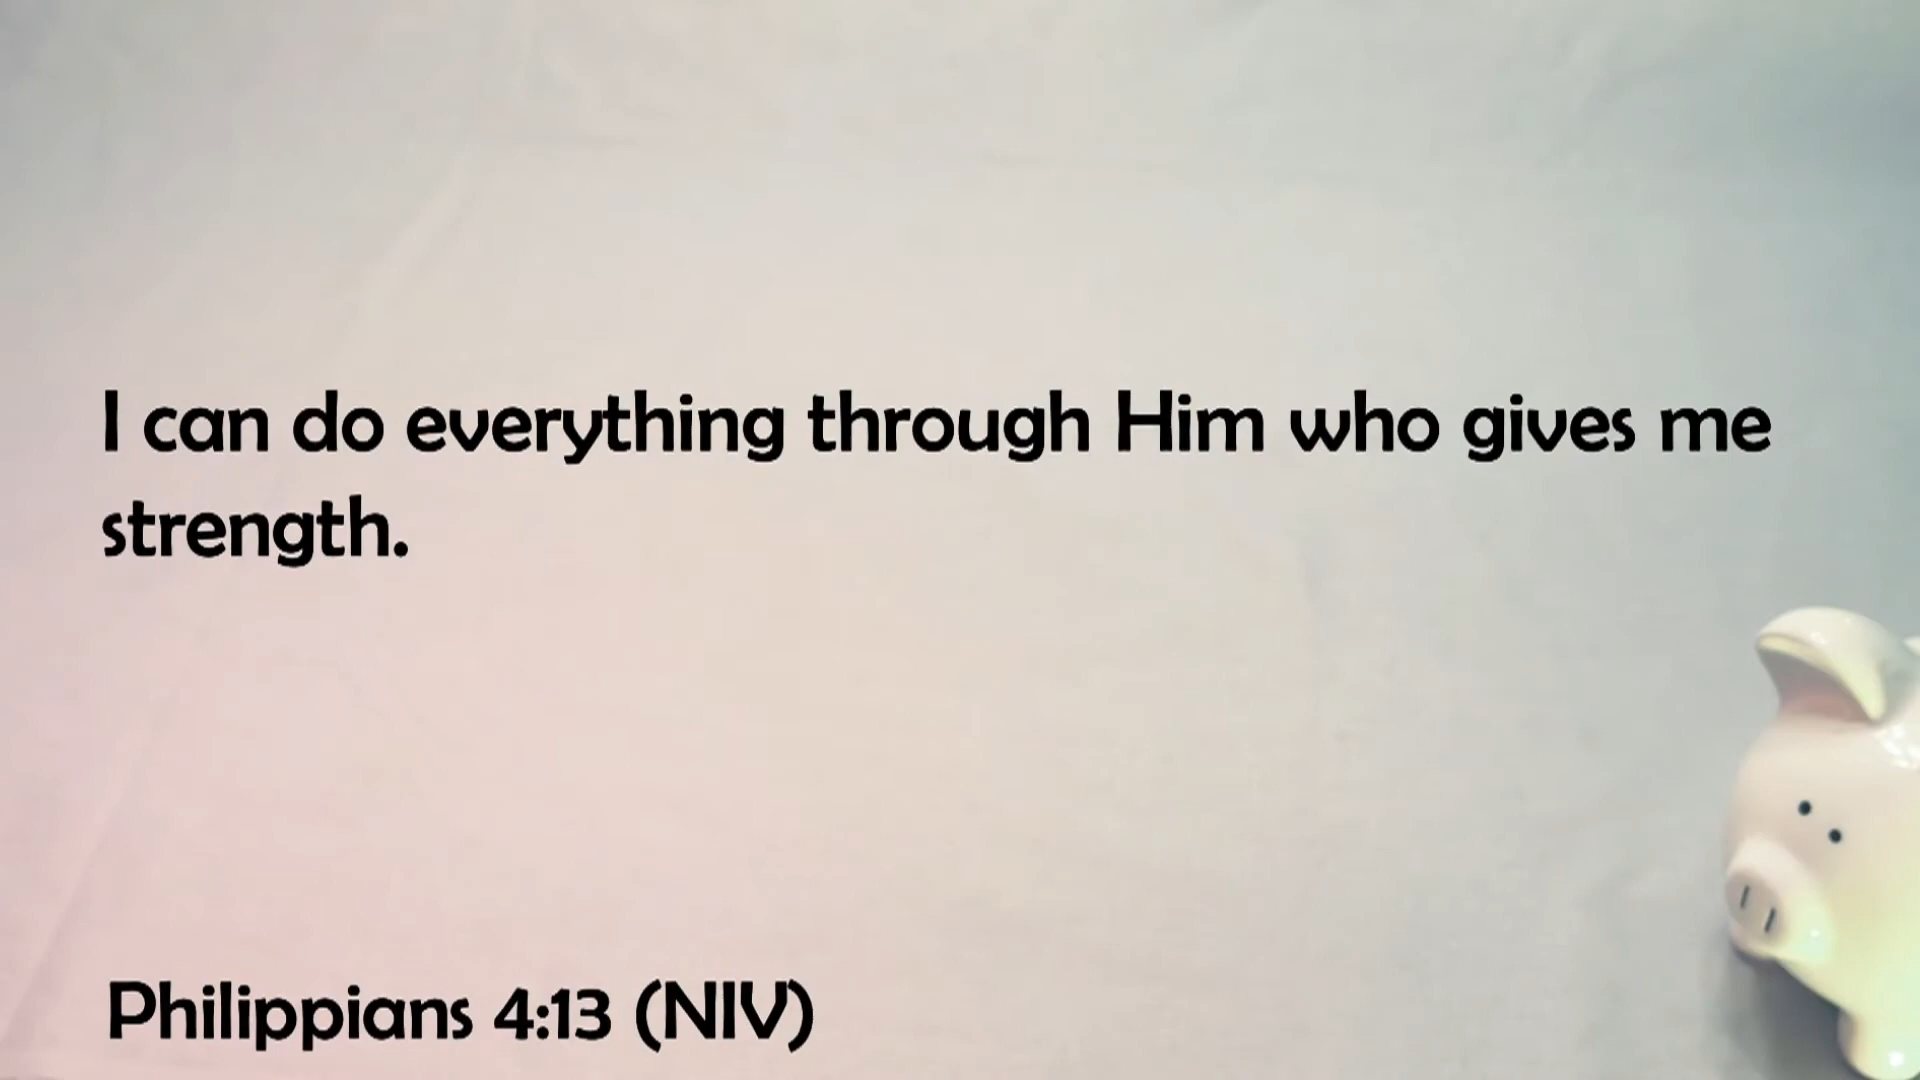 I can do everything through Him who gives me
strength.
Philippians 4:13 (NIV)